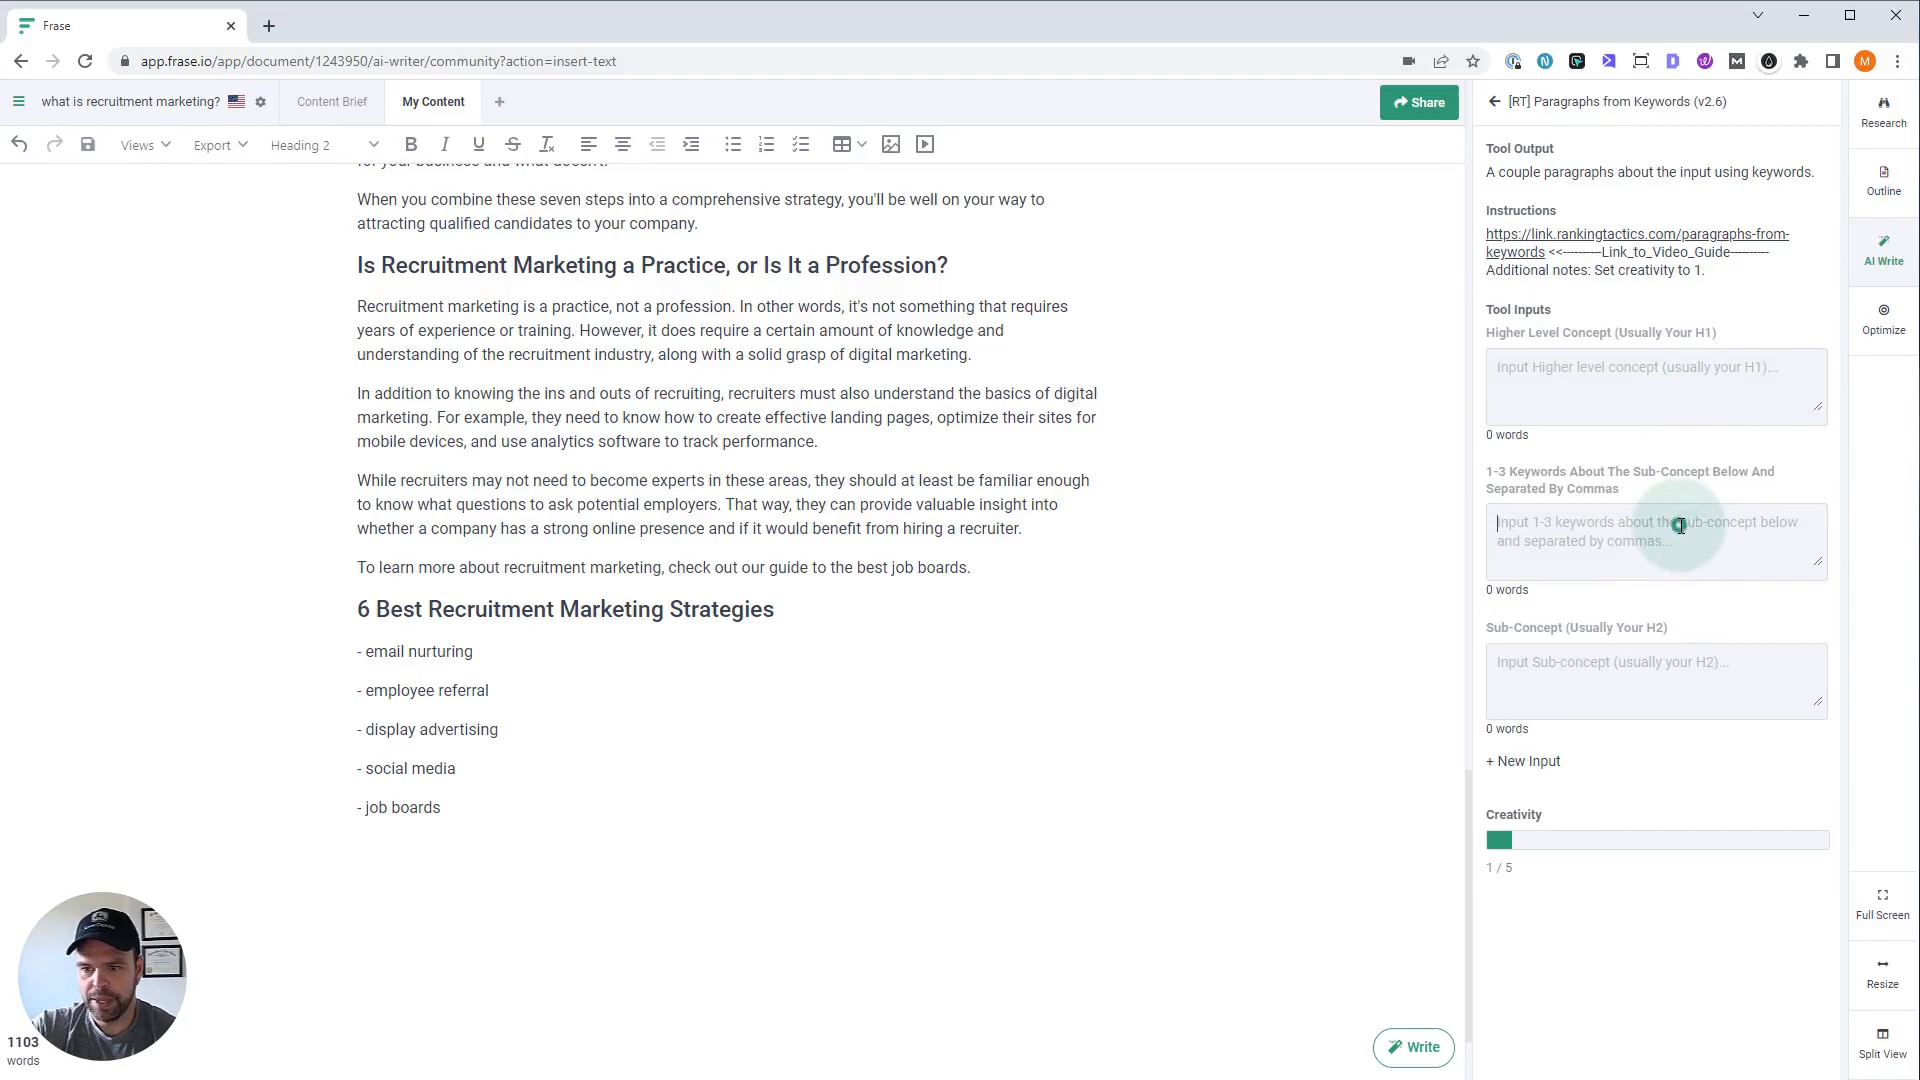 Frase
app.frase.io/app/document/1243950/ai-writer/community?action=insert-text
what is recruitment marketing?
Content Brief
My Content
Share
Views
Export
Heading 2
for your business and what doesn't.
When you combine these seven steps into a comprehensive strategy, you'll be well on your way to
attracting qualified candidates to your company.
Is Recruitment Marketing a Practice, or Is It a Profession?
Recruitment marketing is a practice, not a profession. In other words, it's not something that requires
years of experience or training. However, it does require a certain amount of knowledge and
understanding of the recruitment industry, along with a solid grasp of digital marketing.
In addition to knowing the ins and outs of recruiting, recruiters must also understand the basics of digital
marketing. For example, they need to know how to create effective landing pages, optimize their sites for
mobile devices, and use analytics software to track performance.
While recruiters may not need to become experts in these areas, they should at least be familiar enough
to know what questions to ask potential employers. That way, they can provide valuable insight into
whether a company has a strong online presence and if it would benefit from hiring a recruiter.
To learn more about recruitment marketing, check out our guide to the best job boards.
6 Best Recruitment Marketing Strategies
- email nurturing
- employee referral
- display advertising
- social media
- job boards
1103
words
Write
[RT] Paragraphs from Keywords (v2.6)
Tool Output
A couple paragraphs about the input using keywords.
Instructions
https://link.rankingtactics.com/paragraphs-from-
keywords <<----------Link_to_Video_Guide----------
Additional notes: Set creativity to 1.
Tool Inputs
Higher Level Concept (Usually Your H1)
Input Higher level concept (usually your H1)...
0 words
1-3 Keywords About The Sub-Concept Below And
Separated By Commas
Input 1-3 keywords about the sub-concept below
and separated by commas...
0 words
Sub-Concept (Usually Your H2)
Input Sub-concept (usually your H2)...
0 words
+ New Input
Creativity
1 / 5
Research
Outline
AI Write
Optimize
Full Screen
Resize
Split View
M